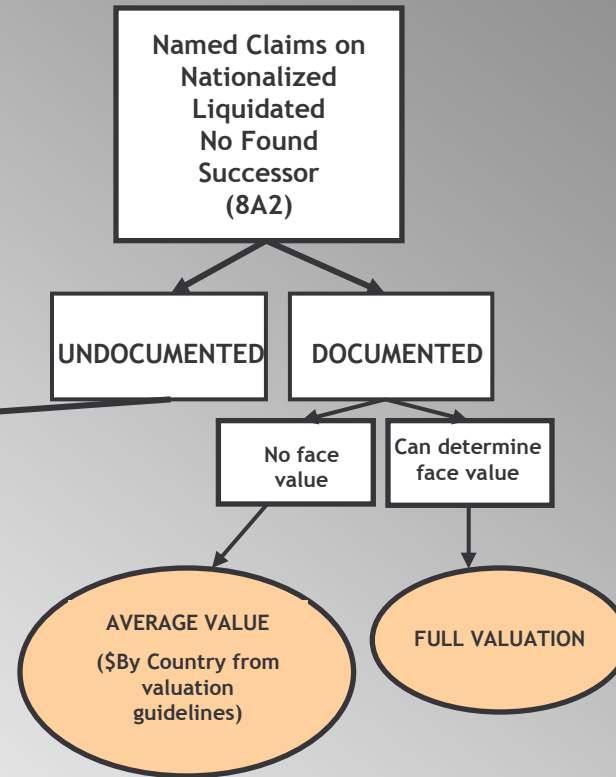 Named Claims on
Nationalized
Liquidated
No Found
Successor
(8A2)
UNDOCUMENTED
DOCUMENTED
No face
value
Can determine
face value
AVERAGE VALUE
($By Country from
valuation
guidelines)
FULL VALUATION